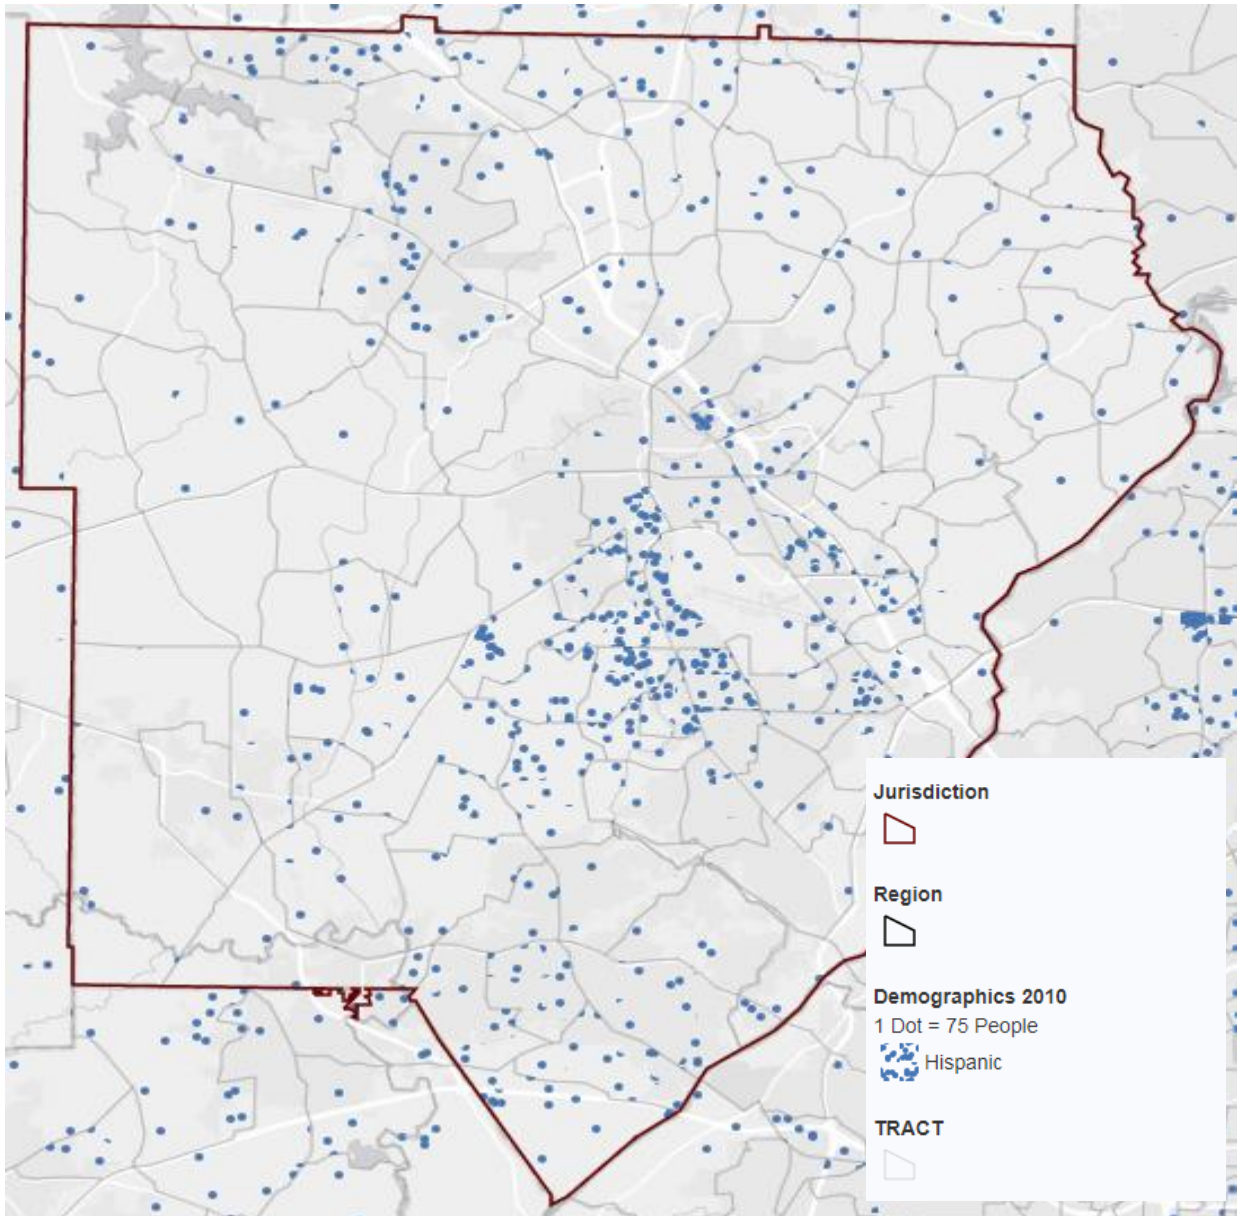 Jurisdiction
Region
Demographics 2010
1 Dot = 75 People
Hispanic
TRACT